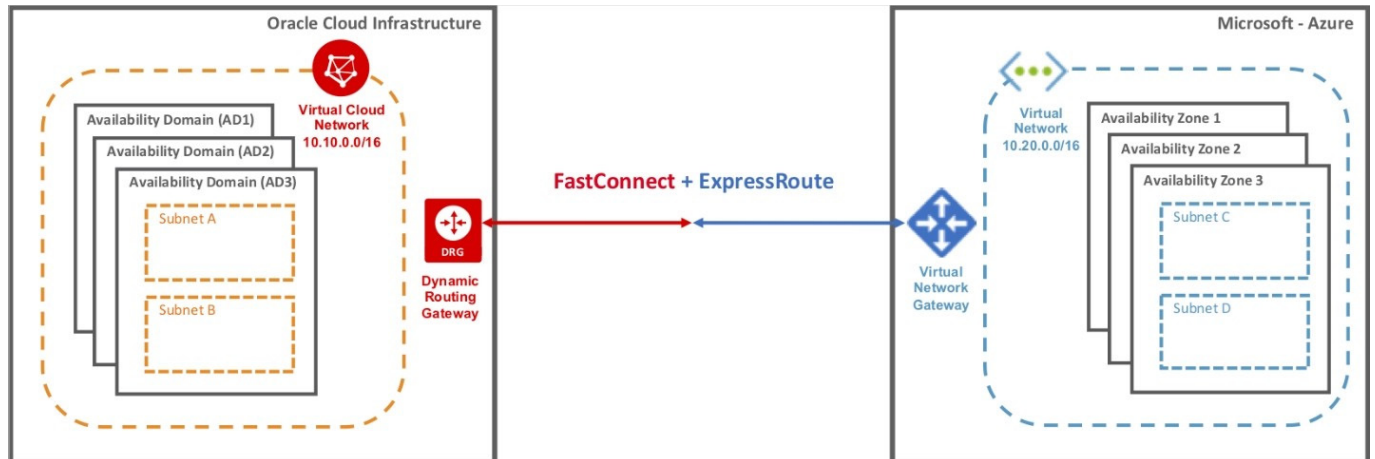 Oracle Cloud Infrastructure
Virtual Cloud
Network
10.10.0.0/16
Availability Domain (AD1)
Availability Domain (AD2)
Availability Domain (AD3)
Subnet A
Subnet B
DRG
Dynamic
Routing
Gateway
FastConnect + ExpressRoute
Microsoft - Azure
Virtual
Network
10.20.0.0/16
Virtual
Network
Gateway
Availability Zone 1
Availability Zone 2
Availability Zone 3
Subnet C
Subnet D